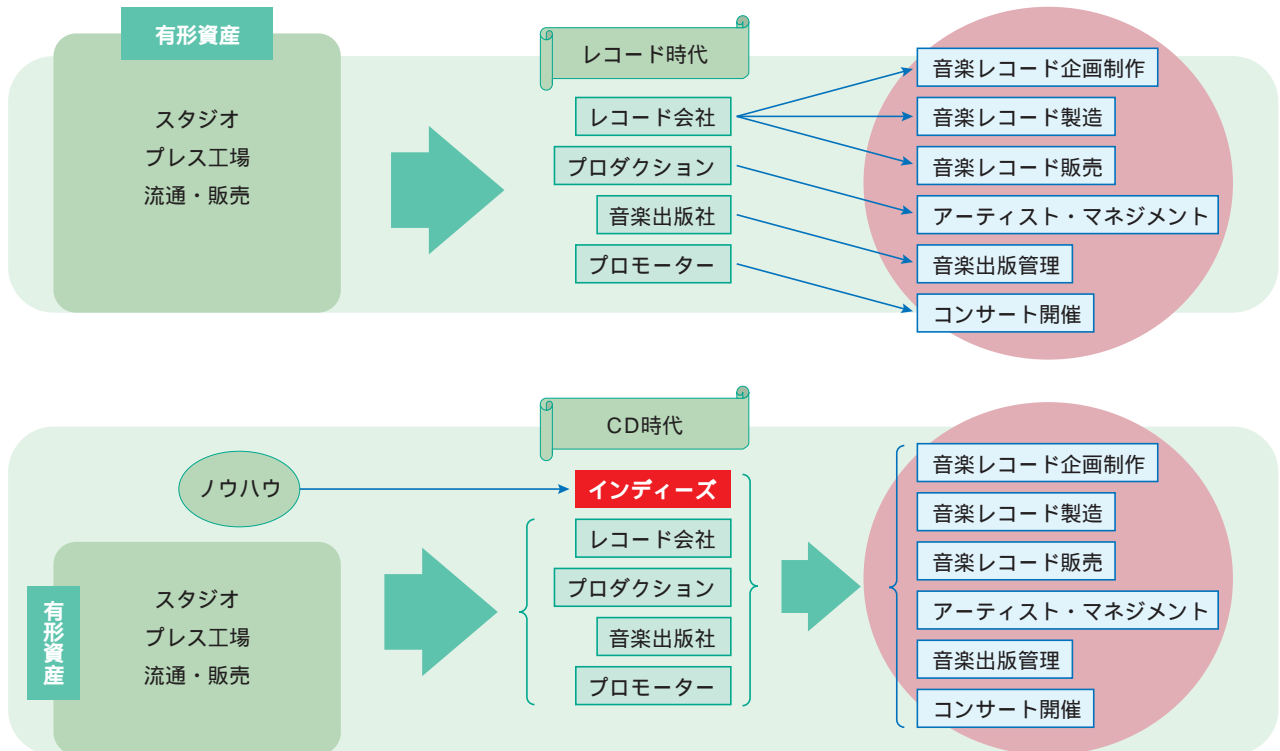 有形資産
スタジオ
プレス工場
流通・販売
レコード時代
レコード会社
プロダクション
音楽出版社
プロモーター
音楽レコード企画制作
音楽レコード製造
音楽レコード販売
アーティスト・マネジメント
音楽出版管理
コンサート開催
CD時代
ノウハウ
有形資産
スタジオ
プレス工場
流通・販売
インディーズ
レコード会社
プロダクション
音楽出版社
プロモーター
音楽レコード企画制作
音楽レコード製造
音楽レコード販売
アーティスト・マネジメント
音楽出版管理
コンサート開催